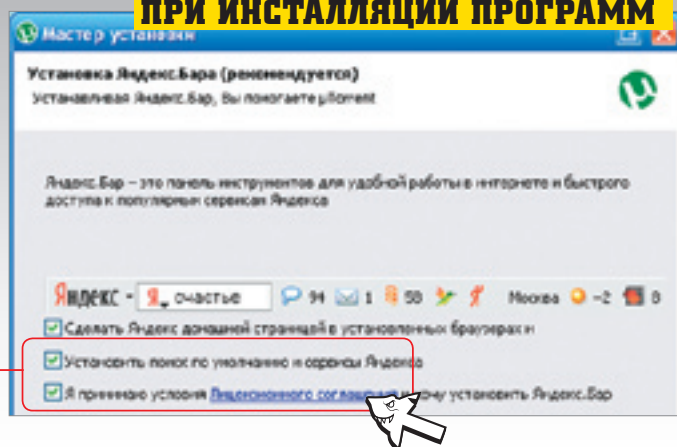 ПРИ ИНСТАЛЛЯЦИИ ПРОГРАММ
Мастер установки
Установка Яндекс.Бара (рекомендуется)
Устанавливая Яндекс.Бар, Вы помогаете µTorrent
Яндекс.Бар – это панель инструментов для удобной работы в интернете и быстрого
доступа к популярным сервисам Яндекса
Яндекс - Я счастье 94 1 58 Москва -2 8
Сделать Яндекс домашней страницей в установленных браузерах и
Установить поиск по умолчанию и сервисы Яндекса
Я принимаю условия Лицензионного соглашения и хочу установить Яндекс.Бар